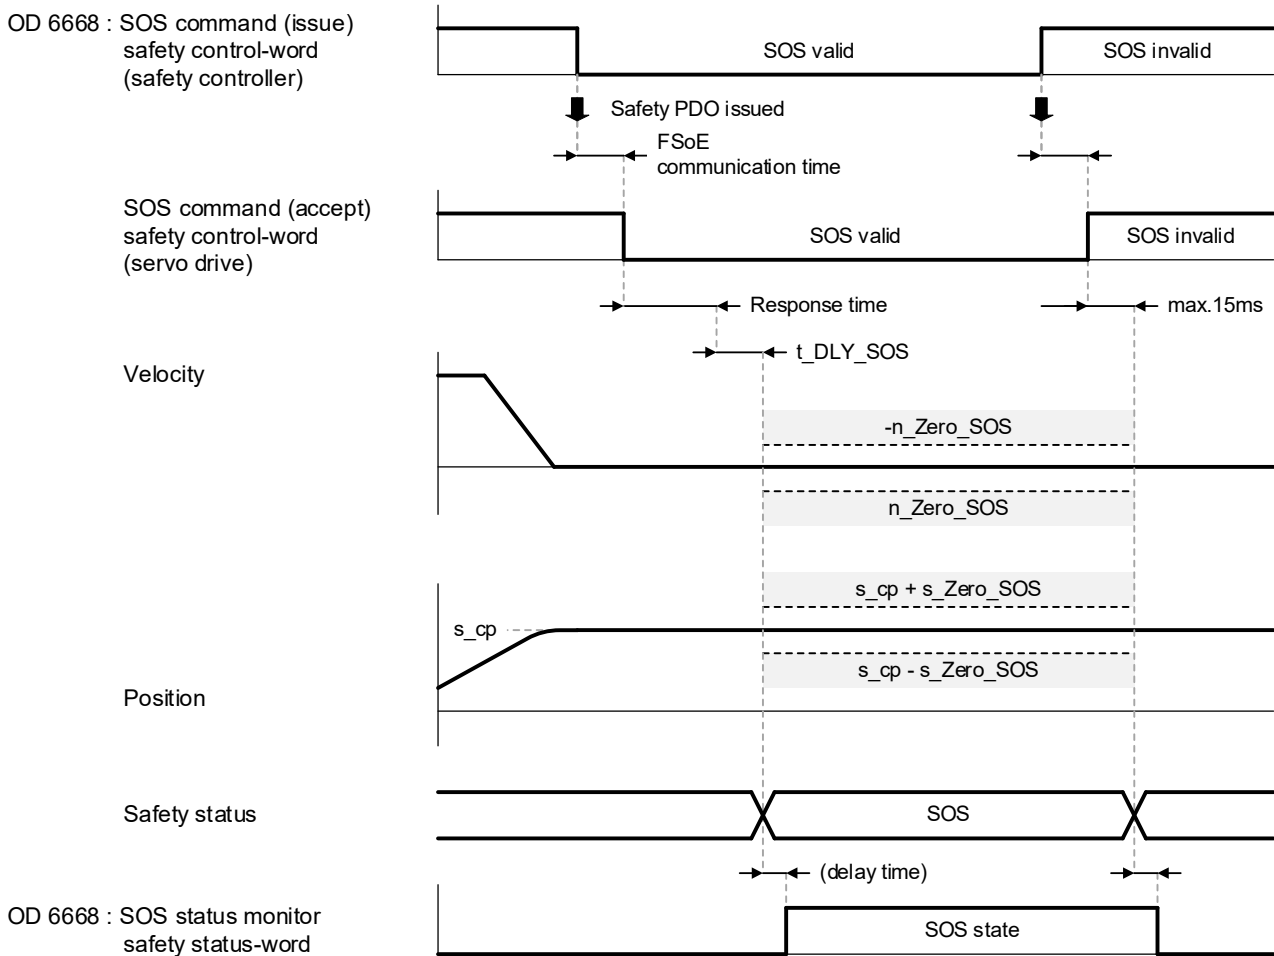 OD 6668 : SOS command (issue)
safety control-word
(safety controller)
SOS valid
SOS invalid
Safety PDO issued
FSoE
communication time
SOS command (accept)
safety control-word
(servo drive)
SOS valid
SOS invalid
Response time
max.15ms
t_DLY_SOS
Velocity
-n_Zero_SOS
n_Zero_SOS
s_cp + s_Zero_SOS
s_cp
s_cp - s_Zero_SOS
Position
Safety status
SOS
(delay time)
OD 6668 : SOS status monitor
safety status-word
SOS state